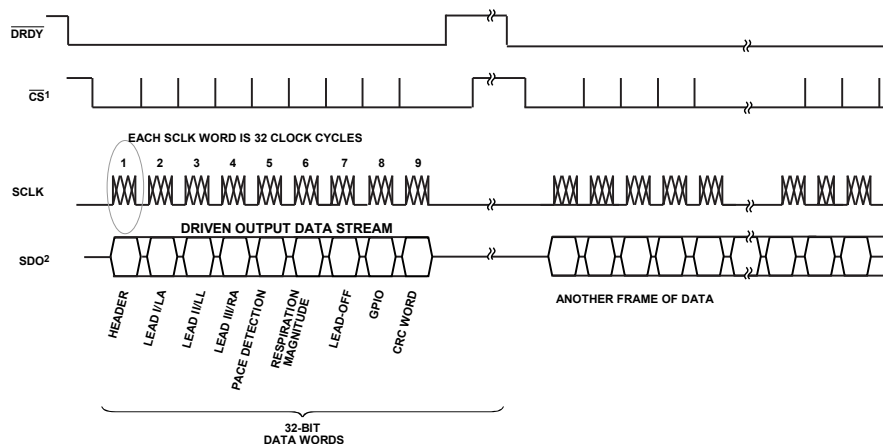 DRDY
CS1
EACH SCLK WORD IS 32 CLOCK CYCLES
1 2 3 4 5 6 7 8 9
SCLK
DRIVEN OUTPUT DATA STREAM
SDO2
HEADER
LEAD I/LA
LEAD II/LL
LEAD III/RA
PACE DETECTION
RESPIRATION
MAGNITUDE
LEAD-OFF
GPIO
CRC WORD
ANOTHER FRAME OF DATA
32-BIT
DATA WORDS